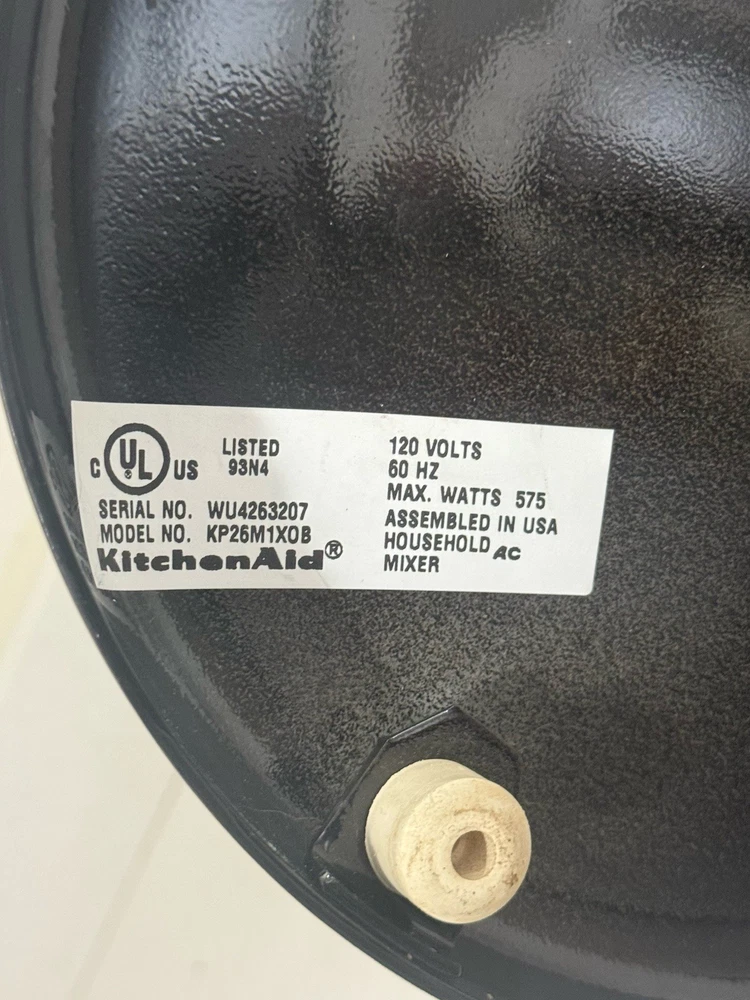 C UL® US
LISTED
93N4
SERIAL NO. WU4263207
MODEL NO. KP26M1XOB
KitchenAid®
120 VOLTS
60 HZ
MAX. WATTS 575
ASSEMBLED IN USA
HOUSEHOLD AC
MIXER